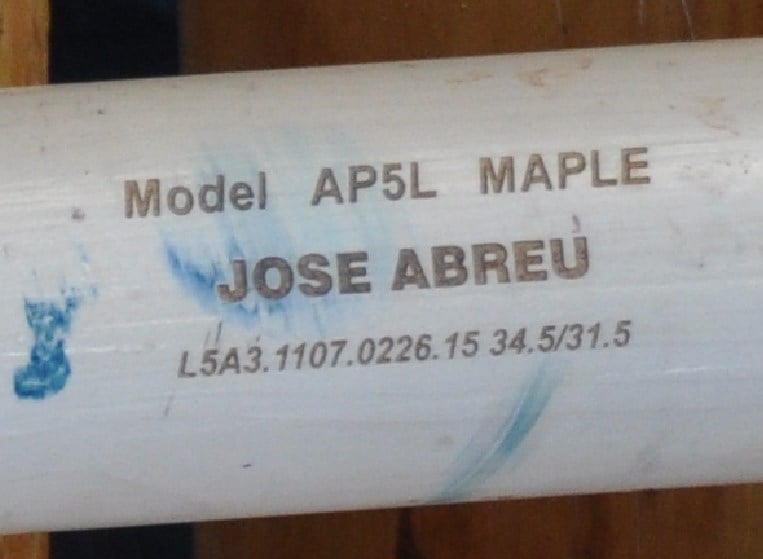 Model AP5L MAPLE
JOSE ABREU
L5A3.1107.0226.15 34.5/31.5